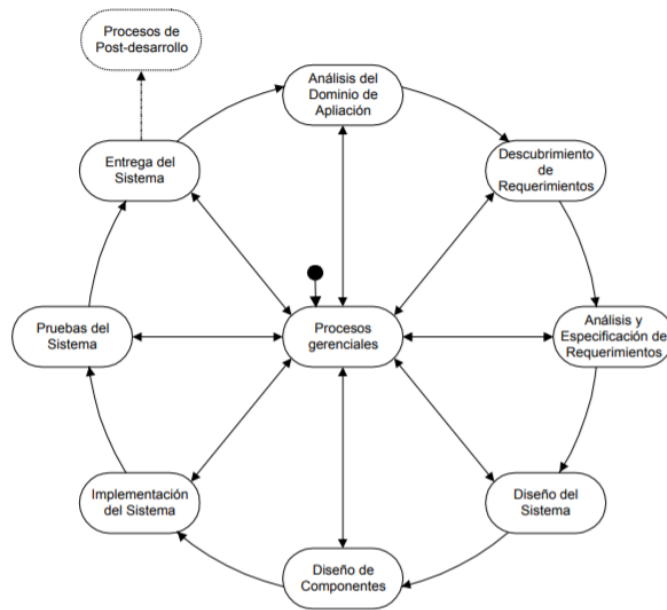 Procesos de
Post-desarrollo
Análisis del
Dominio de
Apliación
Entrega del
Sistema
Descubrimiento
de
Requerimientos
Pruebas del
Sistema
Procesos
gerenciales
Análisis y
Especificación de
Requerimientos
Implementación
del Sistema
Diseño del
Sistema
Diseño de
Componentes